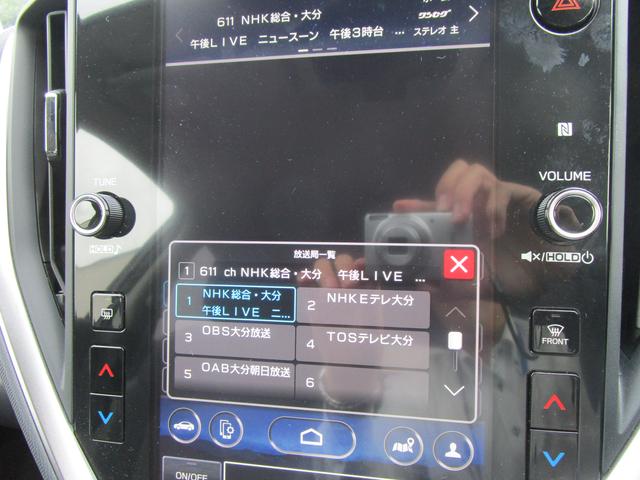 611 NHK総合・大分
ワンセグ
午後LIVE ニュースーン 午後3時台 …
ステレオ 主
TUNE
HOLD♪
VOLUME
HOLD
放送局一覧
1 611 ch NHK総合・大分 午後LIVE …
1 NHK総合・大分
午後LIVE ニ…
2 NHKEテレ大分
3 OBS大分放送
4 TOSテレビ大分
5 OAB大分朝日放送
6
FRONT
ON/OFF